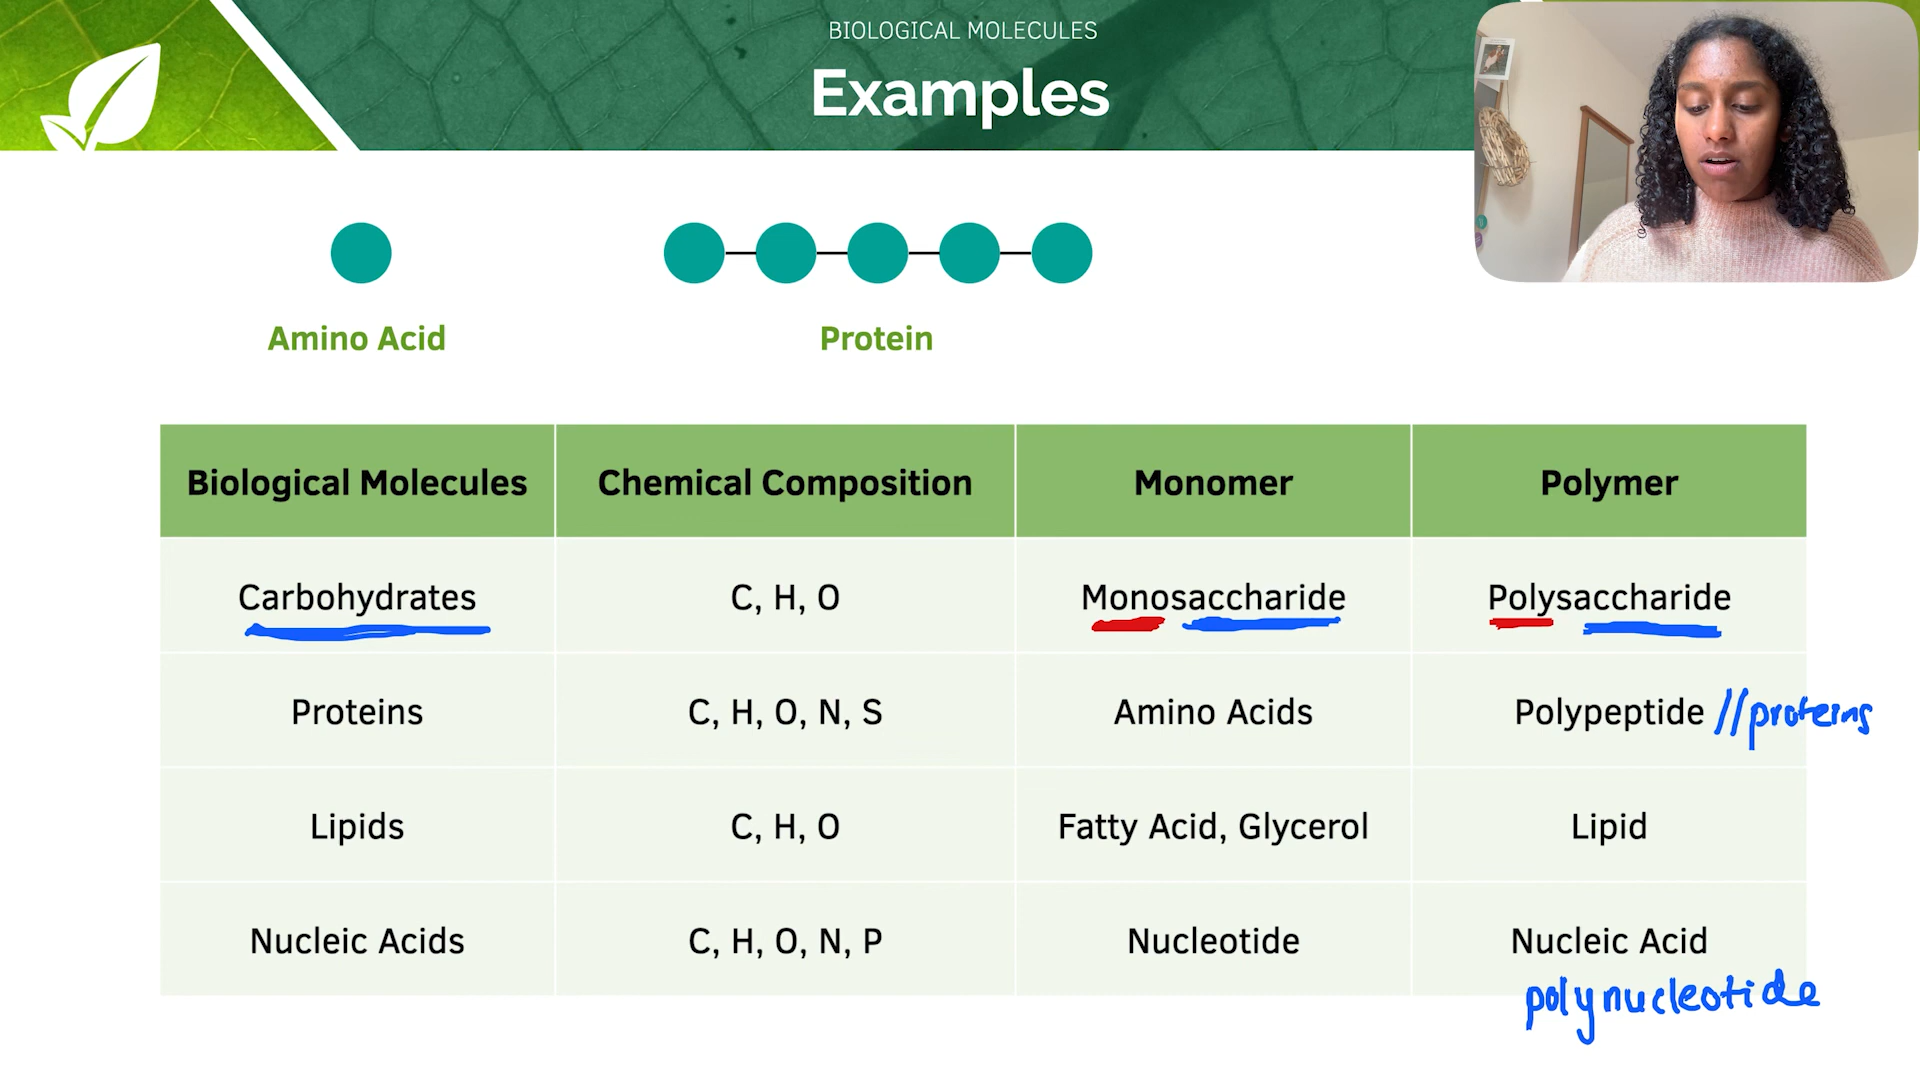 BIOLOGICAL MOLECULES
Examples
Amino Acid
Protein
Biological Molecules Chemical Composition Monomer Polymer
Carbohydrates C, H, O Monosaccharide Polysaccharide
Proteins C, H, O, N, S Amino Acids Polypeptide //proteins
Lipids C, H, O Fatty Acid, Glycerol Lipid
Nucleic Acids C, H, O, N, P Nucleotide Nucleic Acid
polynucleotide